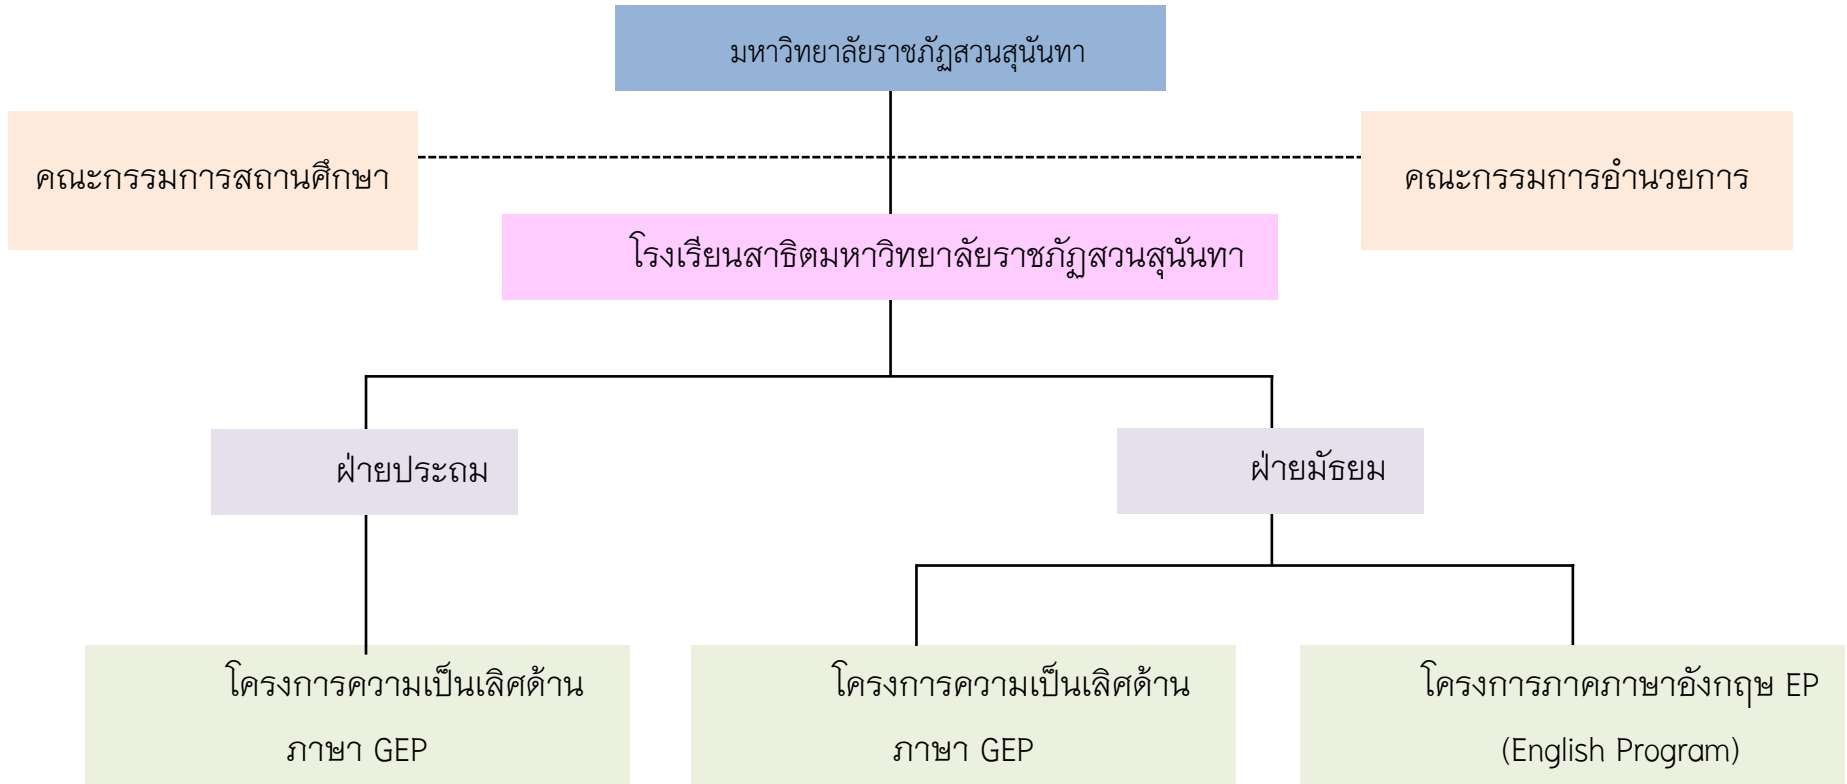 มหาวิทยาลัยราชภัฏสวนสุนันทา
คณะกรรมการสถานศึกษา
คณะกรรมการอำนวยการ
โรงเรียนสาธิตมหาวิทยาลัยราชภัฏสวนสุนันทา
ฝ่ายประถม
ฝ่ายมัธยม
โครงการความเป็นเลิศด้าน
ภาษา GEP
โครงการความเป็นเลิศด้าน
ภาษา GEP
โครงการภาคภาษาอังกฤษ EP
(English Program)